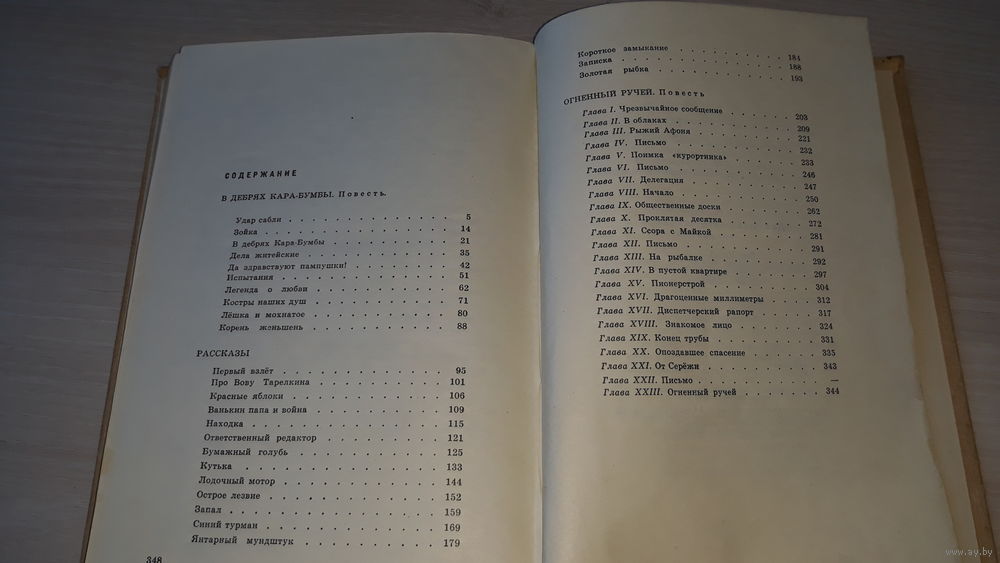 СОДЕРЖАНИЕ
В ДЕБРЯХ КАРА-БУМБЫ. Повесть.
Удар сабли . . . . . . . . . . . . . 5
Зойка . . . . . . . . . . . . . 14
В дебрях Кара-Бумбы . . . . . . . . . 21
Дела житейские . . . . . . . . . . . 35
Да здравствуют пампушки! . . . . . . . . 42
Испытания . . . . . . . . . . . . . 51
Легенда о любви . . . . . . . . . . . 62
Костры наших душ . . . . . . . . . . . 71
Лёшка и мохнатое . . . . . . . . . . . 80
Корень женьшень . . . . . . . . . . . 88
РАССКАЗЫ
Первый взлёт . . . . . . . . . . . 95
Про Вову Тарелкина . . . . . . . . . 101
Красные яблоки . . . . . . . . . . . 106
Ванькин папа и война . . . . . . . . . 109
Находка . . . . . . . . . . . . . 115
Ответственный редактор . . . . . . . . 121
Бумажный голубь . . . . . . . . . . 125
Кутька . . . . . . . . . . . . . 133
Лодочный мотор . . . . . . . . . . . 144
Острое лезвие . . . . . . . . . . . 152
Запал . . . . . . . . . . . . . 159
Синий турман . . . . . . . . . . . 169
Янтарный мундштук . . . . . . . . . . 179
348
Короткое замыкание . . . . . . . . . 184
Записка . . . . . . . . . . . . . 188
Золотая рыбка . . . . . . . . . . . 193
ОГНЕННЫЙ РУЧЕЙ. Повесть
Глава I. Чрезвычайное сообщение . . . . . . 203
Глава II. В облаках . . . . . . . . . 209
Глава III. Рыжий Афоня . . . . . . . . 221
Глава IV. Письмо . . . . . . . . . . 232
Глава V. Поимка «курортника» . . . . . . 233
Глава VI. Письмо . . . . . . . . . . 246
Глава VII. Делегация . . . . . . . . . 247
Глава VIII. Начало . . . . . . . . . . 250
Глава IX. Общественные доски . . . . . . 262
Глава X. Проклятая десятка . . . . . . . 272
Глава XI. Ссора с Майкой . . . . . . . . 281
Глава XII. Письмо . . . . . . . . . . 291
Глава XIII. На рыбалке . . . . . . . . . 292
Глава XIV. В пустой квартире . . . . . . . 297
Глава XV. Пионерстрой . . . . . . . . . 304
Глава XVI. Драгоценные миллиметры . . . . . 312
Глава XVII. Диспетчерский рапорт . . . . . . 317
Глава XVIII. Знакомое лицо . . . . . . . 324
Глава XIX. Конец трубы . . . . . . . . . 331
Глава XX. Опоздавшее спасение . . . . . . 335
Глава XXI. От Серёжи . . . . . . . . . 343
Глава XXII. Письмо . . . . . . . . . . —
Глава XXIII. Огненный ручей . . . . . . . 344
www.ay.by